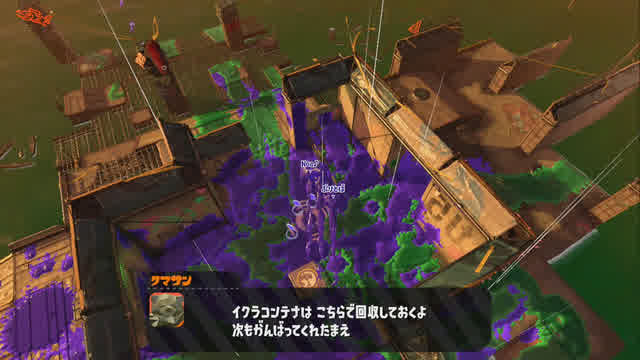 クマサン
イクラコンテナは こちらで回収しておくよ
次もがんばってくれたまえ